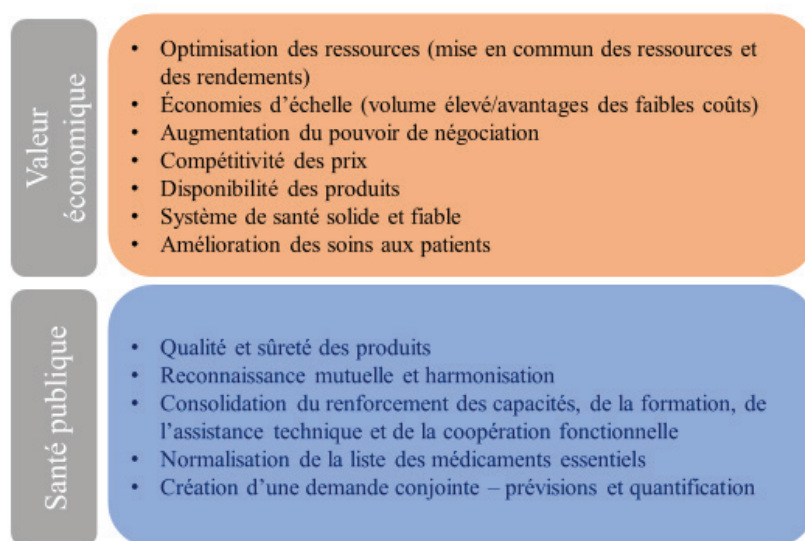 Valeur
économique
• Optimisation des ressources (mise en commun des ressources et
des rendements)
• Économies d’échelle (volume élevé/avantages des faibles coûts)
• Augmentation du pouvoir de négociation
• Compétitivité des prix
• Disponibilité des produits
• Système de santé solide et fiable
• Amélioration des soins aux patients
Santé publique
• Qualité et sûreté des produits
• Reconnaissance mutuelle et harmonisation
• Consolidation du renforcement des capacités, de la formation, de
l’assistance technique et de la coopération fonctionnelle
• Normalisation de la liste des médicaments essentiels
• Création d’une demande conjointe – prévisions et quantification